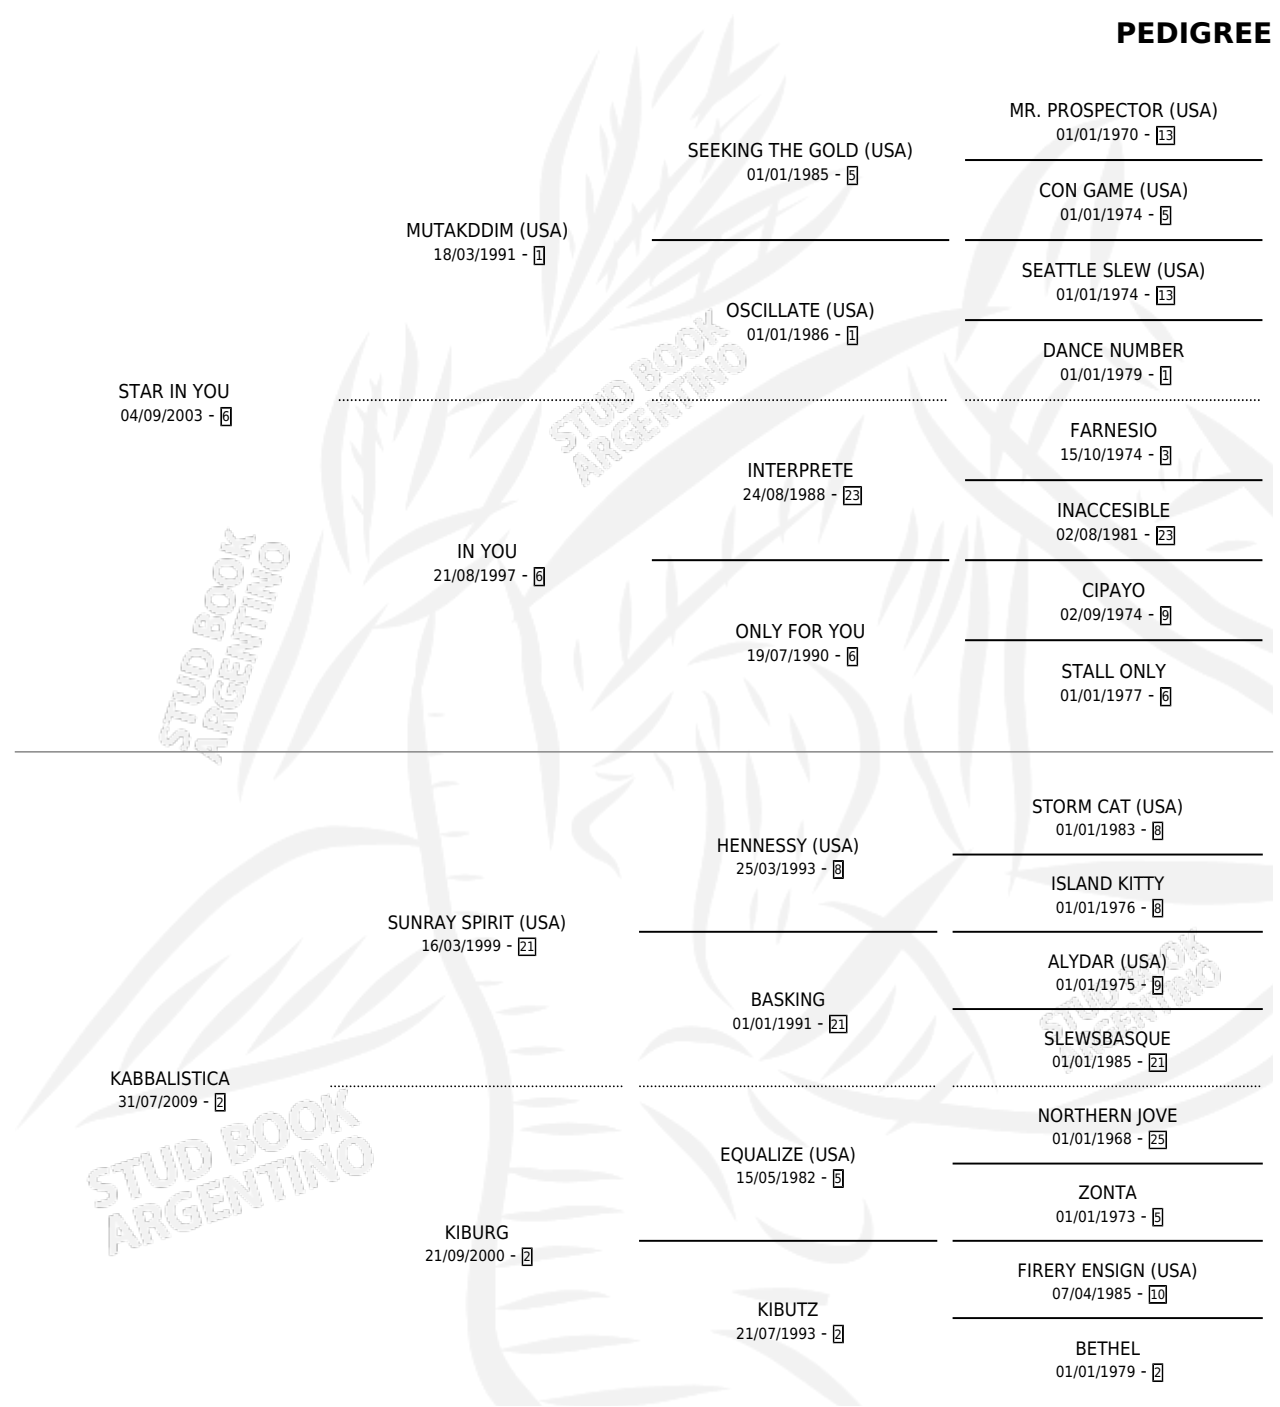 PEDIGREE
MR. PROSPECTOR (USA)
01/01/1970 - 13
SEEKING THE GOLD (USA)
01/01/1985 - 5
CON GAME (USA)
01/01/1974 - 5
MUTAKDDIM (USA)
18/03/1991 - 1
SEATTLE SLEW (USA)
01/01/1974 - 13
OSCILLATE (USA)
01/01/1986 - 1
DANCE NUMBER
01/01/1979 - 1
STAR IN YOU
04/09/2003 - 6
FARNESIO
15/10/1974 - 3
INTERPRETE
24/08/1988 - 23
INACCESIBLE
02/08/1981 - 23
IN YOU
21/08/1997 - 6
CIPAYO
02/09/1974 - 9
ONLY FOR YOU
19/07/1990 - 6
STALL ONLY
01/01/1977 - 6
STORM CAT (USA)
01/01/1983 - 8
HENNESSY (USA)
25/03/1993 - 8
ISLAND KITTY
01/01/1976 - 8
SUNRAY SPIRIT (USA)
16/03/1999 - 21
ALYDAR (USA)
01/01/1975 - 9
BASKING
01/01/1991 - 21
SLEWSBASQUE
01/01/1985 - 21
KABBALISTICA
31/07/2009 - 2
NORTHERN JOVE
01/01/1968 - 25
EQUALIZE (USA)
15/05/1982 - 5
ZONTA
01/01/1973 - 5
KIBURG
21/09/2000 - 2
FIRERY ENSIGN (USA)
07/04/1985 - 10
KIBUTZ
21/07/1993 - 2
BETHEL
01/01/1979 - 2
STUD BOOK
ARGENTINO
STUD BOOK
ARGENTINO
STUD BOOK
ARGENTINO
STUD BOOK
ARGENTINO